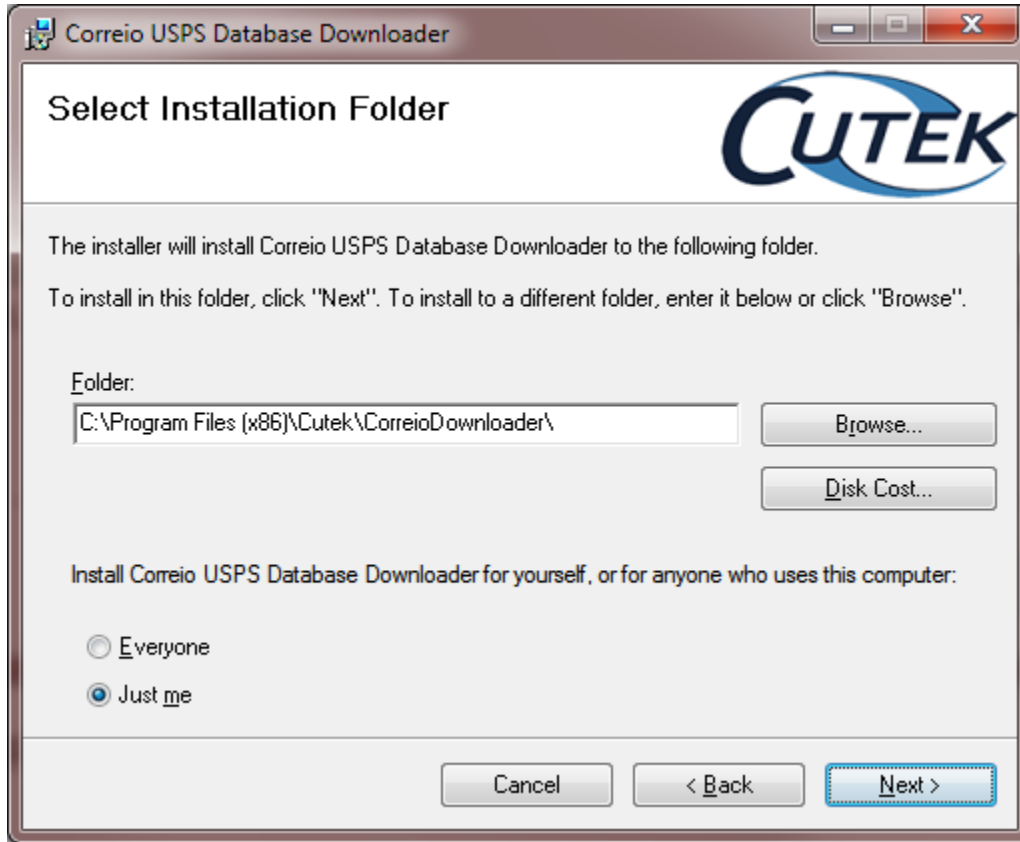 Correio USPS Database Downloader
Select Installation Folder
CUTEK
The installer will install Correio USPS Database Downloader to the following folder.
To install in this folder, click "Next". To install to a different folder, enter it below or click "Browse".
Folder:
C:\Program Files (x86)\Cutek\CorreioDownloader\
Browse...
Disk Cost...
Install Correio USPS Database Downloader for yourself, or for anyone who uses this computer:
Everyone
Just me
Cancel
< Back
Next >